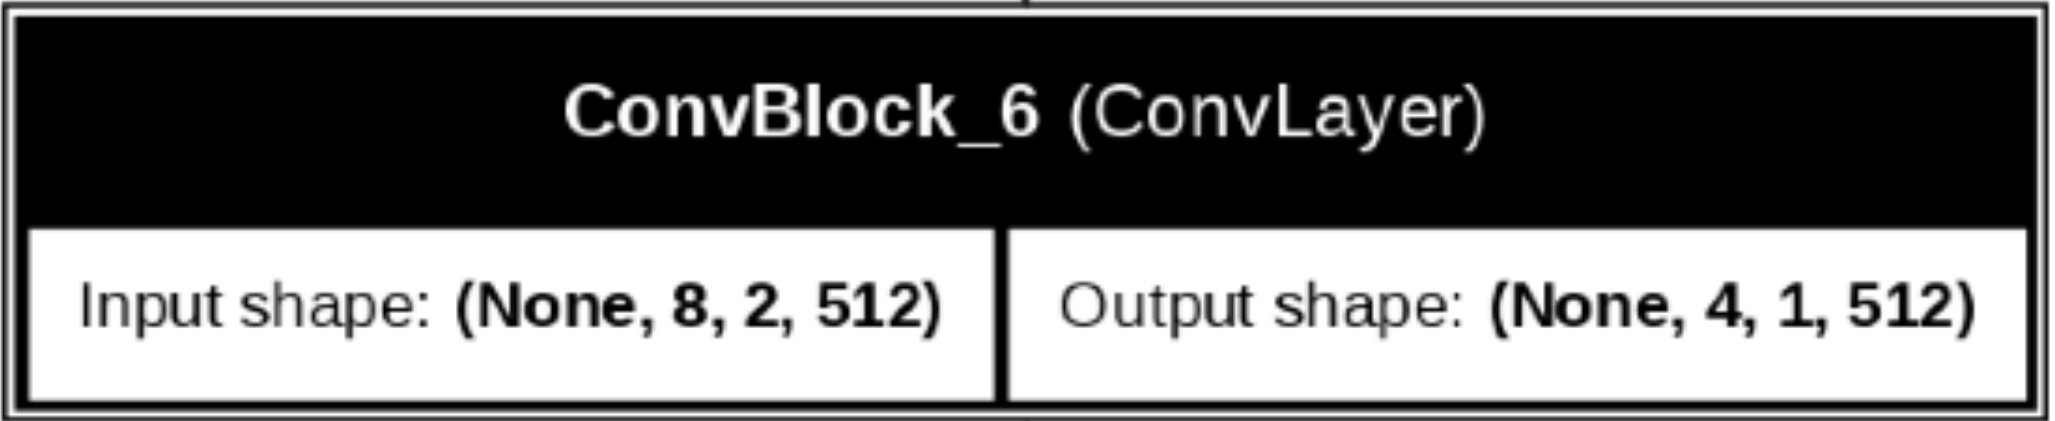 ConvBlock_6 (ConvLayer)
Input shape: (None, 8, 2, 512)
Output shape: (None, 4, 1, 512)